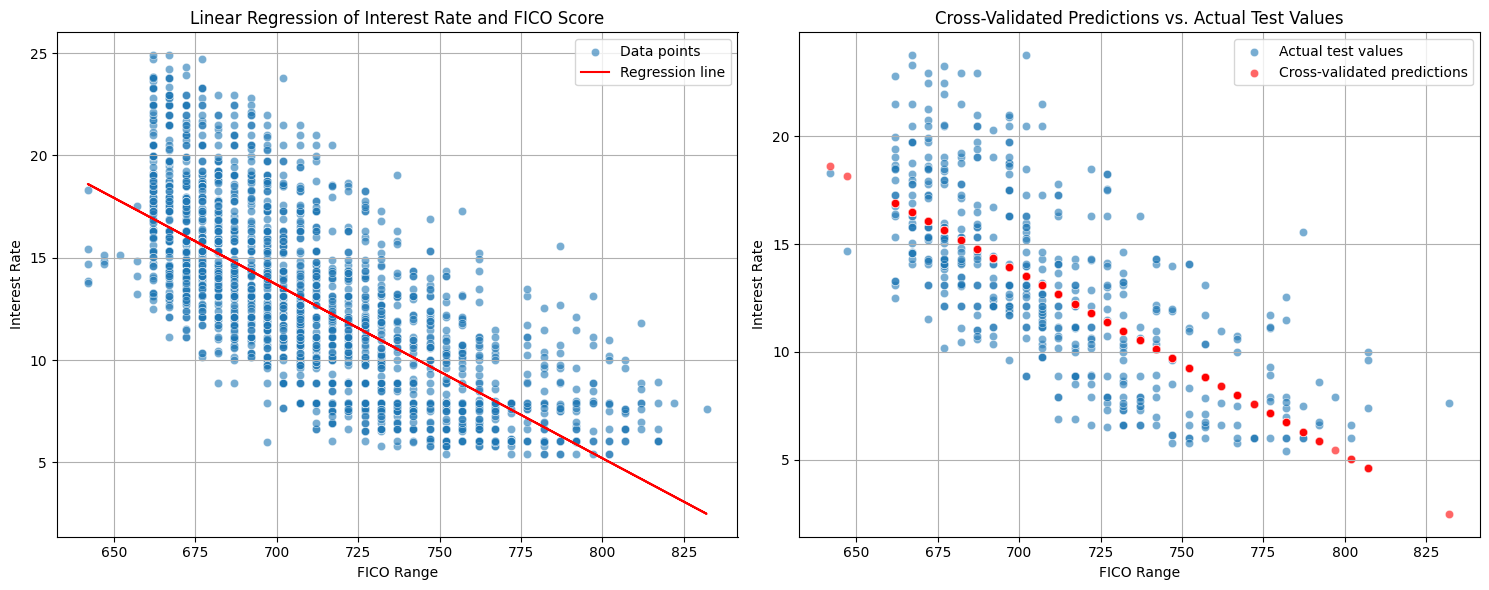 Linear Regression of Interest Rate and FICO Score
Data points
Regression line
25
20
15
10
5
Interest Rate
650 675 700 725 750 775 800 825
FICO Range
Cross-Validated Predictions vs. Actual Test Values
Actual test values
Cross-validated predictions
20
15
10
5
Interest Rate
650 675 700 725 750 775 800 825
FICO Range